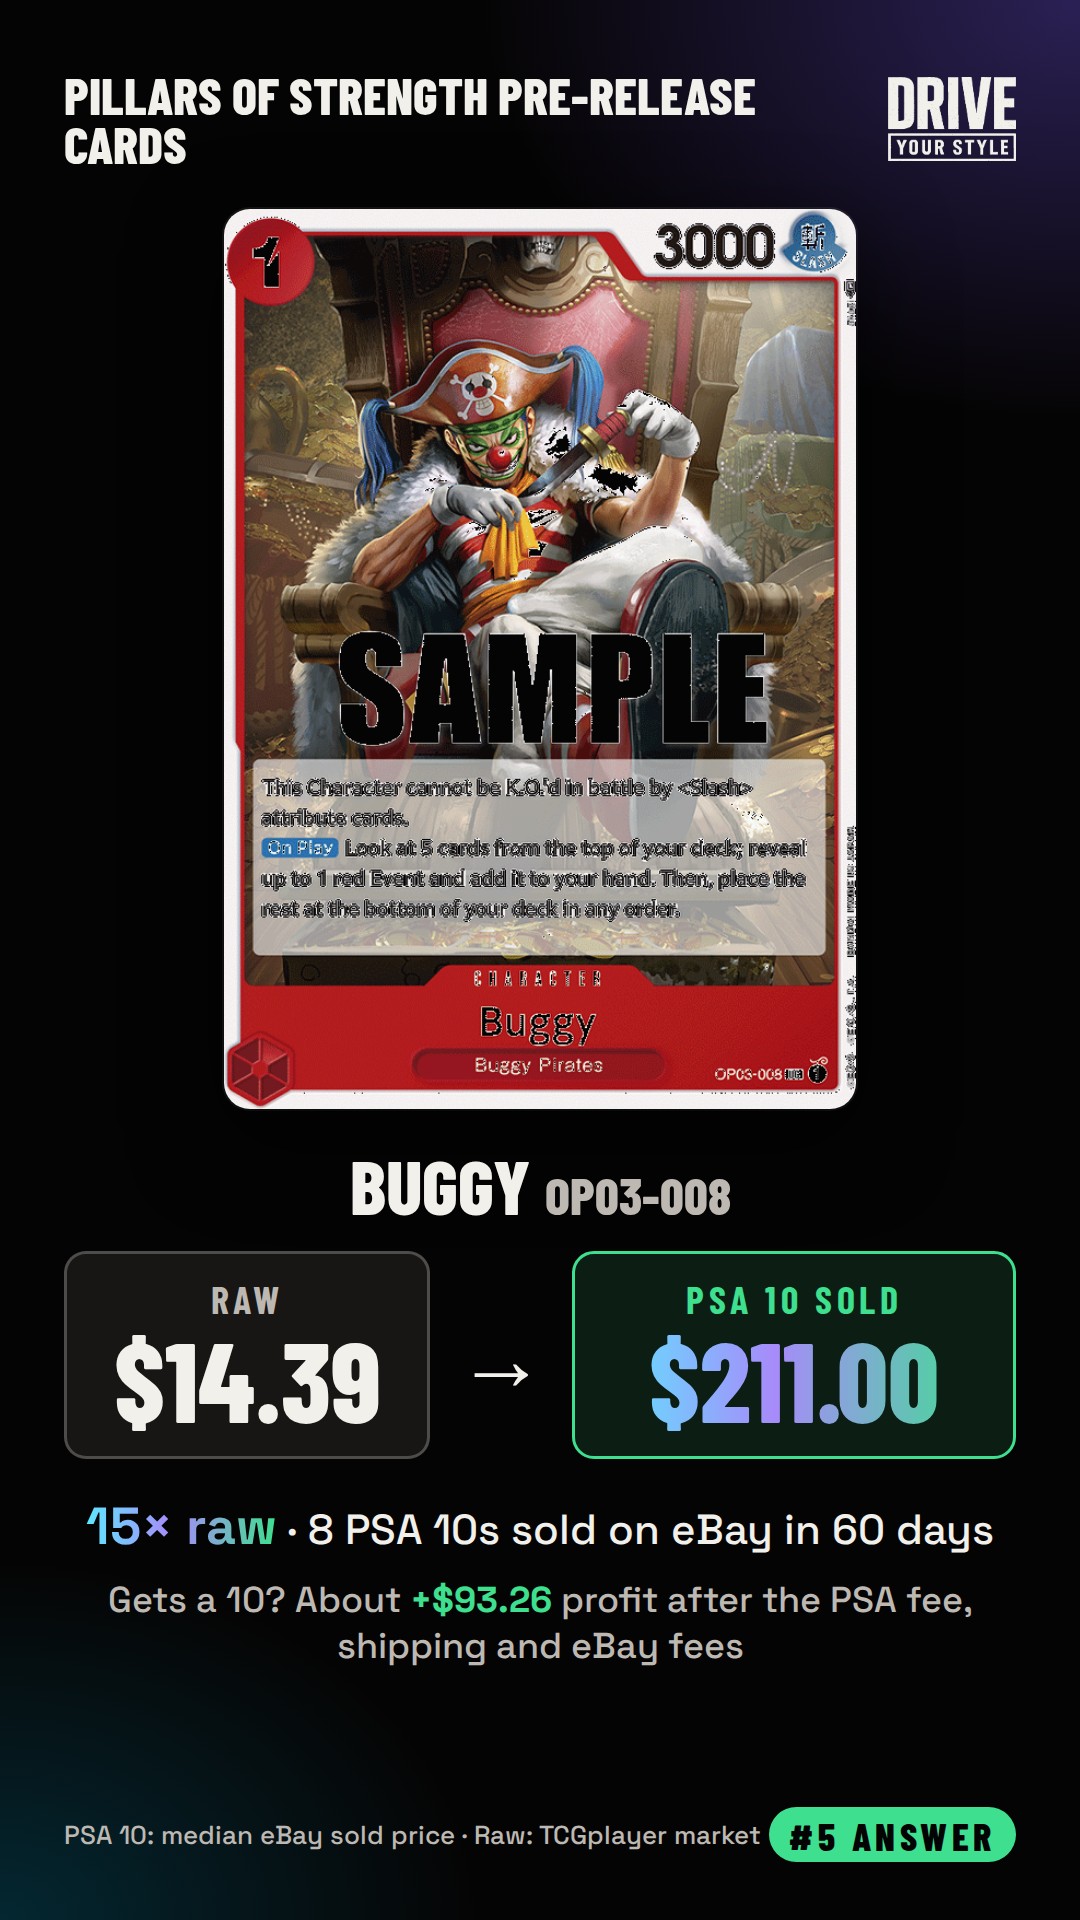 PILLARS OF STRENGTH PRE-RELEASE
CARDS
DRIVE
YOUR STYLE
1
3000
SLASH
SAMPLE
This Character cannot be K.O.'d in battle by <Slash>
attribute cards.
On Play Look at 5 cards from the top of your deck; reveal
up to 1 red Event and add it to your hand. Then, place the
rest at the bottom of your deck in any order.
CHARACTER
Buggy
Buggy Pirates
OP03-008
BUGGY OP03-008
RAW
$14.39
→
PSA 10 SOLD
$211.00
15× raw · 8 PSA 10s sold on eBay in 60 days
Gets a 10? About +$93.26 profit after the PSA fee,
shipping and eBay fees
PSA 10: median eBay sold price · Raw: TCGplayer market
#5 ANSWER